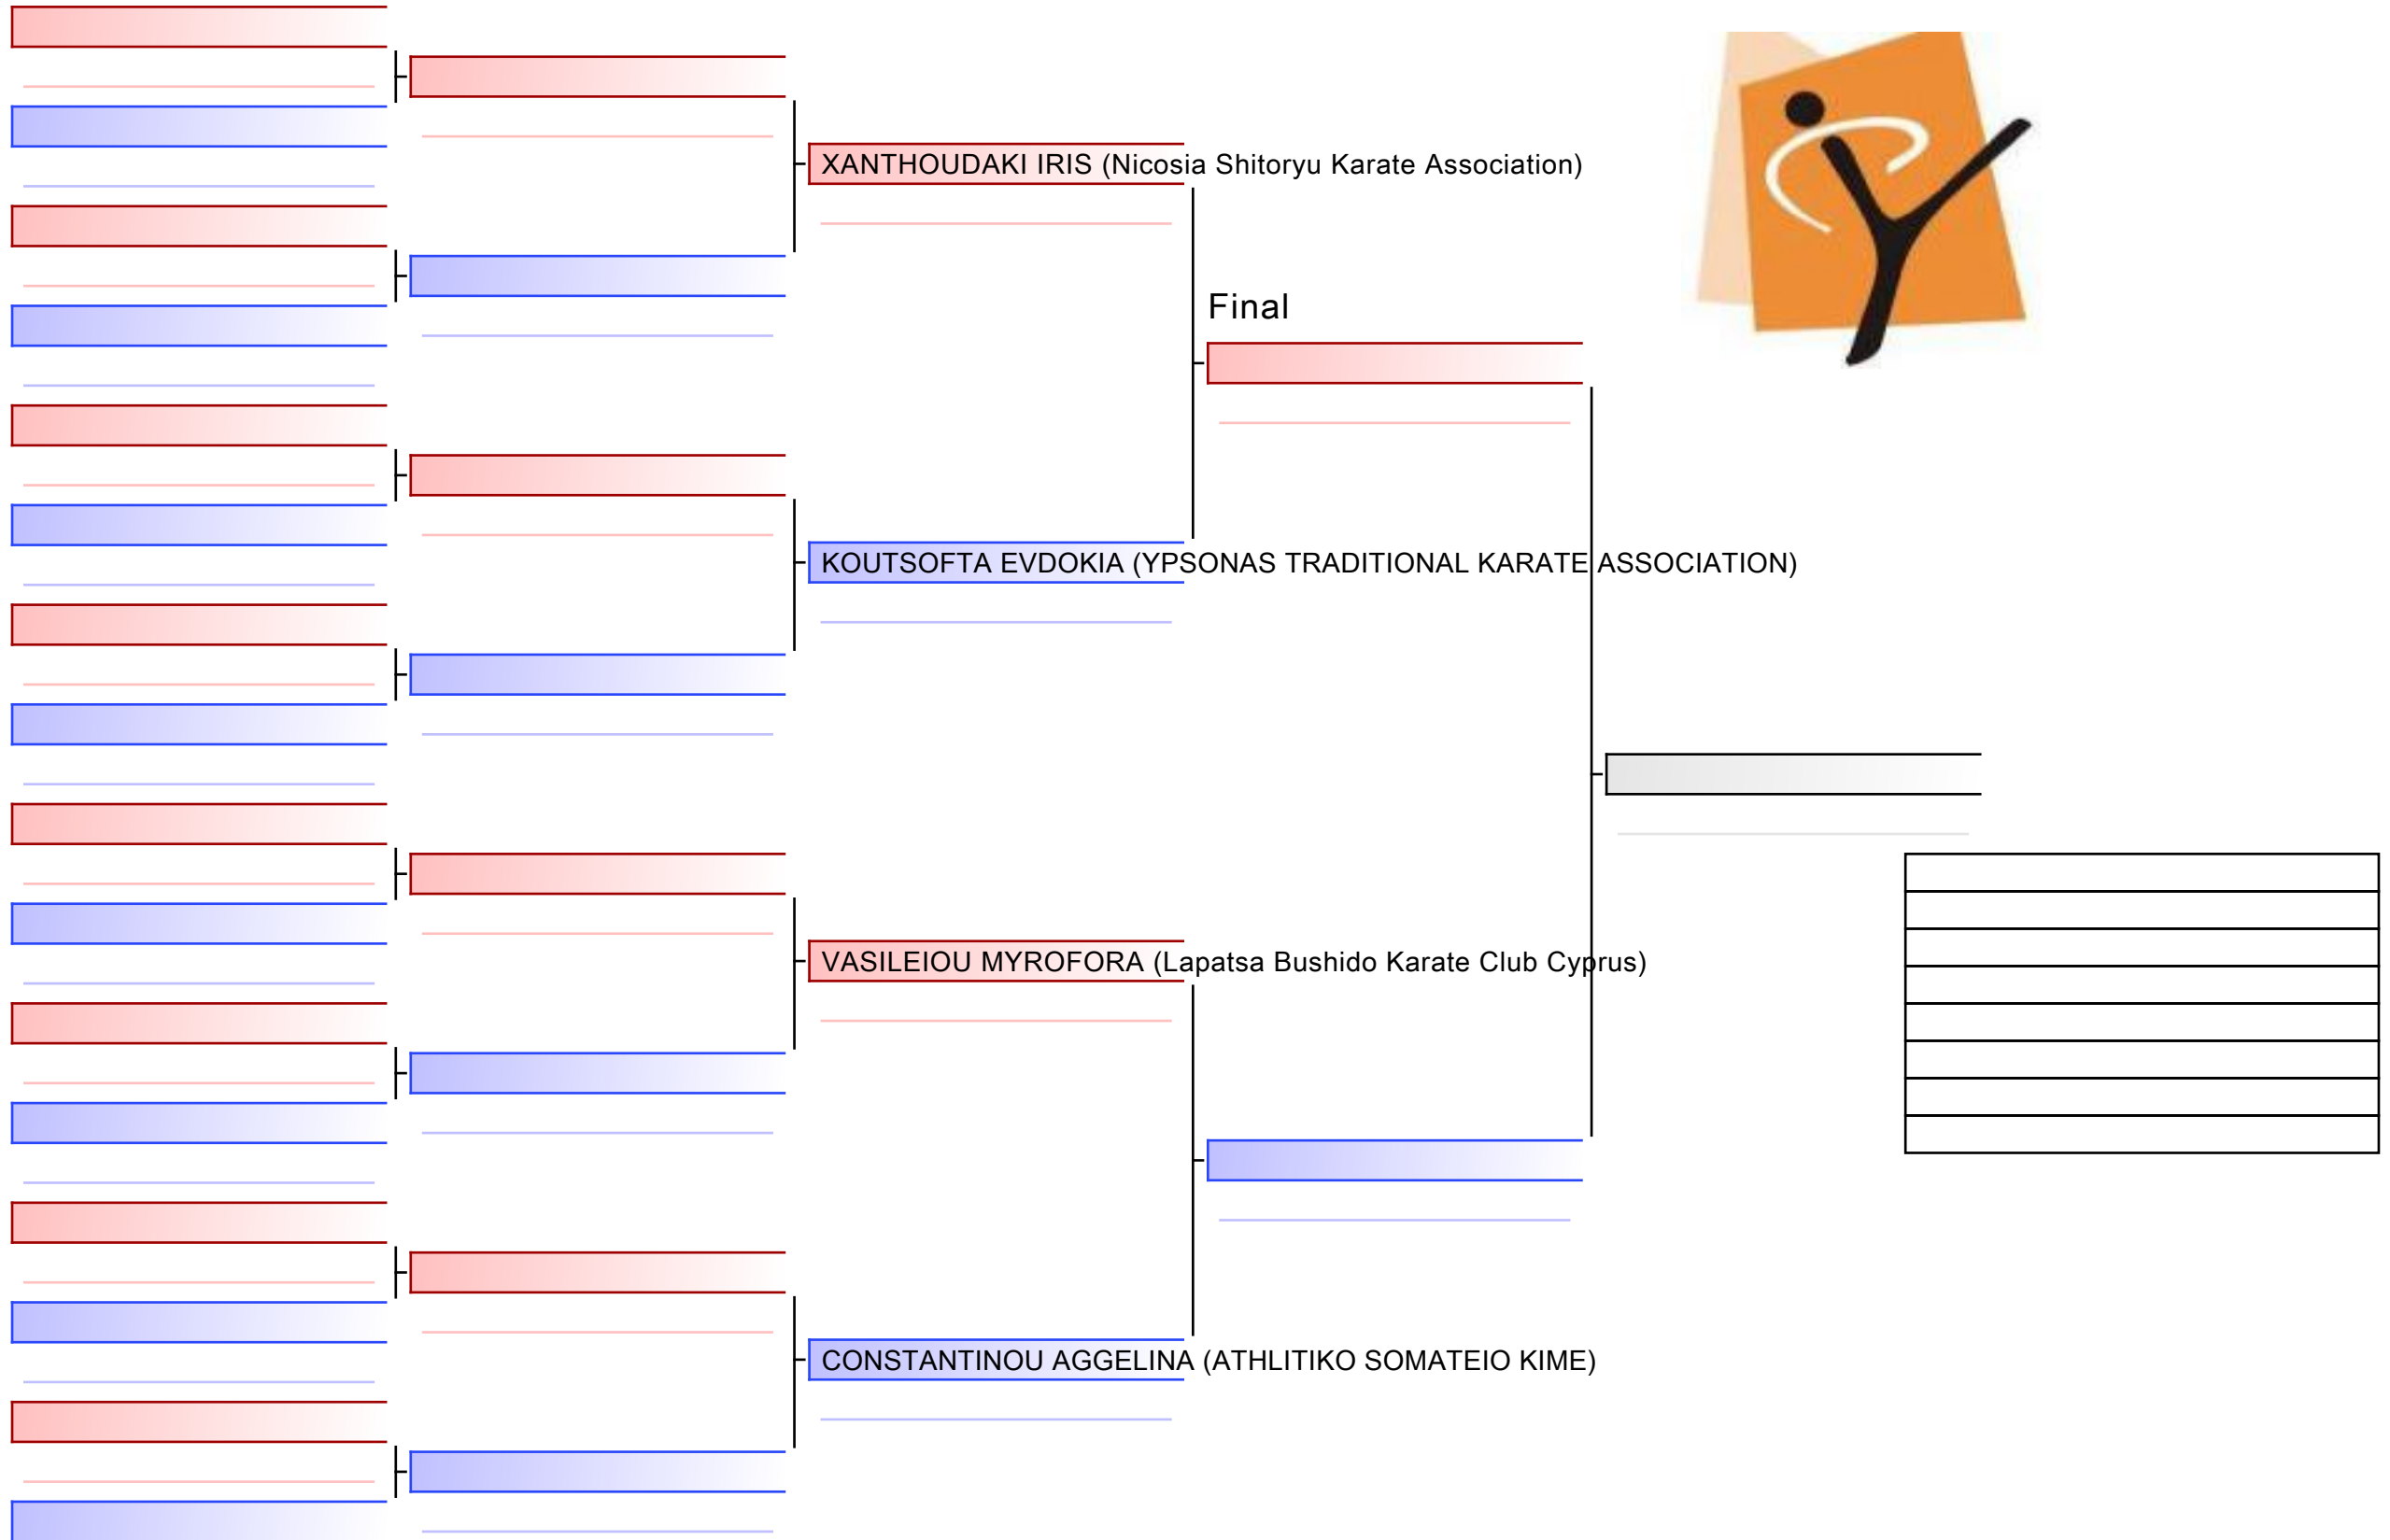 XANTHOUDAKI IRIS (Nicosia Shitoryu Karate Association)
Final
KOUTSOFTA EVDOKIA (YPSONAS TRADITIONAL KARATE ASSOCIATION)
VASILEIOU MYROFORA (Lapatsa Bushido Karate Club Cyprus)
CONSTANTINOU AGGELINA (ATHLITIKO SOMATEIO KIME)